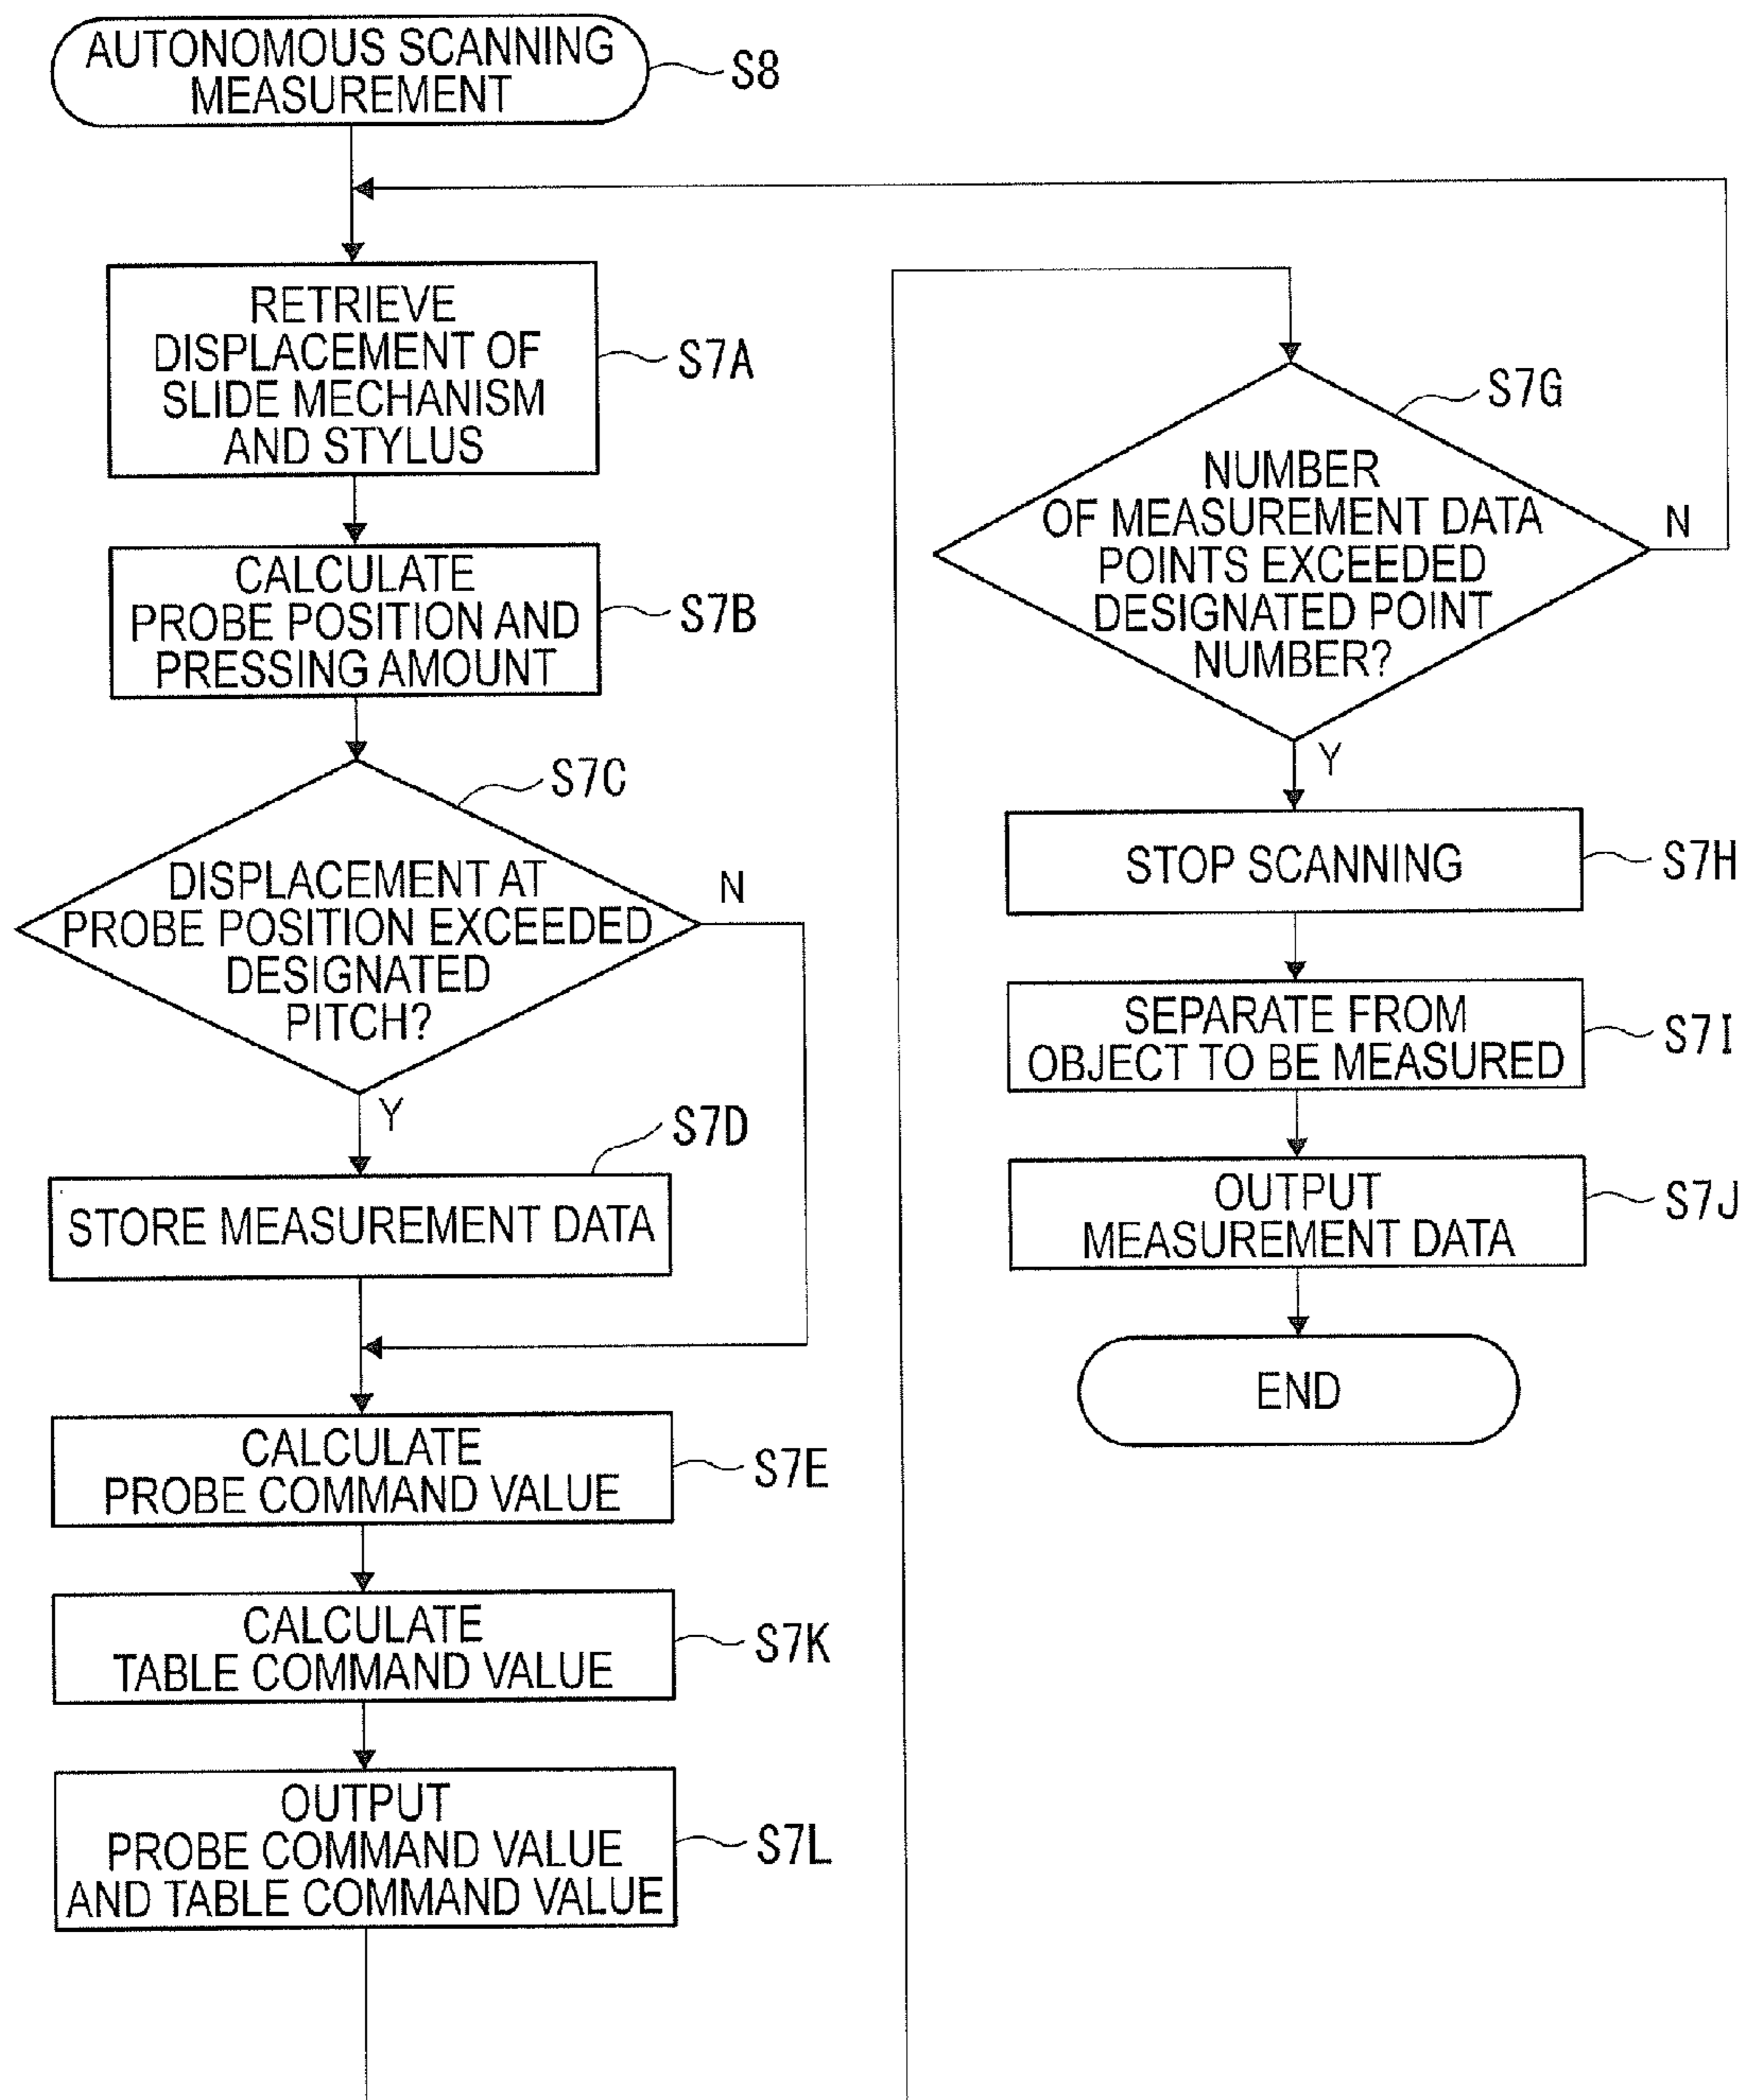 AUTONOMOUS SCANNING
MEASUREMENT
S8
RETRIEVE
DISPLACEMENT OF
SLIDE MECHANISM
AND STYLUS
S7A
CALCULATE
PROBE POSITION AND
PRESSING AMOUNT
S7B
S7C
DISPLACEMENT AT
PROBE POSITION EXCEEDED
DESIGNATED
PITCH?
N
Y
S7D
STORE MEASUREMENT DATA
CALCULATE
PROBE COMMAND VALUE
S7E
CALCULATE
TABLE COMMAND VALUE
S7K
OUTPUT
PROBE COMMAND VALUE
AND TABLE COMMAND VALUE
S7L
S7G
NUMBER
OF MEASUREMENT DATA
POINTS EXCEEDED
DESIGNATED POINT
NUMBER?
N
Y
STOP SCANNING
S7H
SEPARATE FROM
OBJECT TO BE MEASURED
S7I
OUTPUT
MEASUREMENT DATA
S7J
END